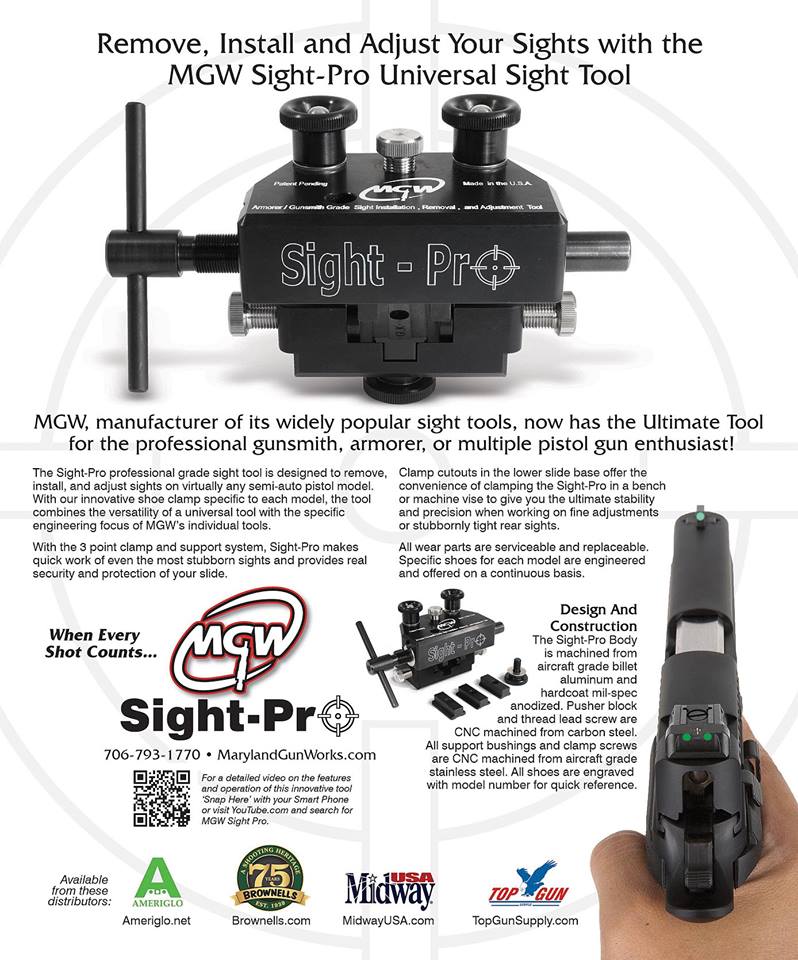 Remove, Install and Adjust Your Sights with the
MGW Sight-Pro Universal Sight Tool
Patent Pending
MGW
Made in the U.S.A.
Armorer / Gunsmith Grade Sight Installation, Removal, and Adjustment Tool
Sight - Pro
MGW, manufacturer of its widely popular sight tools, now has the Ultimate Tool
for the professional gunsmith, armorer, or multiple pistol gun enthusiast!
The Sight-Pro professional grade sight tool is designed to remove,
install, and adjust sights on virtually any semi-auto pistol model.
With our innovative shoe clamp specific to each model, the tool
combines the versatility of a universal tool with the specific
engineering focus of MGW's individual tools.
With the 3 point clamp and support system, Sight-Pro makes
quick work of even the most stubborn sights and provides real
security and protection of your slide.
Clamp cutouts in the lower slide base offer the
convenience of clamping the Sight-Pro in a bench
or machine vise to give you the ultimate stability
and precision when working on fine adjustments
or stubbornly tight rear sights.
All wear parts are serviceable and replaceable.
Specific shoes for each model are engineered
and offered on a continuous basis.
When Every
Shot Counts...
MGW
Sight-Pro
706-793-1770 • MarylandGunWorks.com
For a detailed video on the features
and operation of this innovative tool
'Snap Here' with your Smart Phone
or visit YouTube.com and search for
MGW Sight Pro.
MGW
Sight - Pro
Design And
Construction
The Sight-Pro Body
is machined from
aircraft grade billet
aluminum and
hardcoat mil-spec
anodized. Pusher block
and thread lead screw are
CNC machined from carbon steel.
All support bushings and clamp screws
are CNC machined from aircraft grade
stainless steel. All shoes are engraved
with model number for quick reference.
Available
from these
distributors:
A
AMERIGLO
Ameriglo.net
A SHOOTING HERITAGE
75
YEARS
BROWNELLS
EST. 1939
Brownells.com
MidwayUSA
MidwayUSA.com
TOP GUN
SUPPLY
TopGunSupply.com